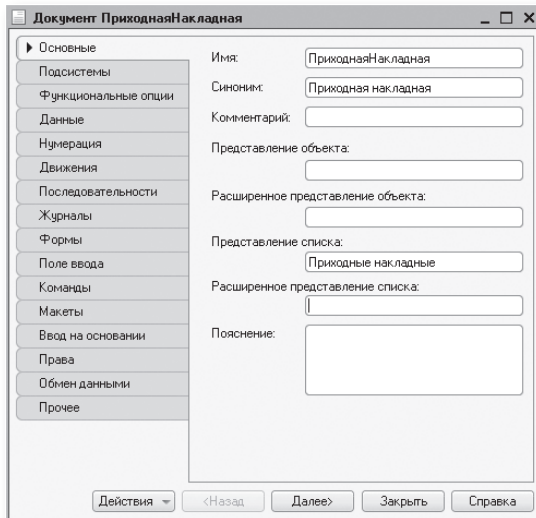 Документ ПриходнаяНакладная
Основные
Подсистемы
Функциональные опции
Данные
Нумерация
Движения
Последовательности
Журналы
Формы
Поле ввода
Команды
Макеты
Ввод на основании
Права
Обмен данными
Прочее
Имя: ПриходнаяНакладная
Синоним: Приходная накладная
Комментарий:
Представление объекта:
Расширенное представление объекта:
Представление списка:
Приходные накладные
Расширенное представление списка:
Пояснение:
Действия <Назад Далее> Закрыть Справка